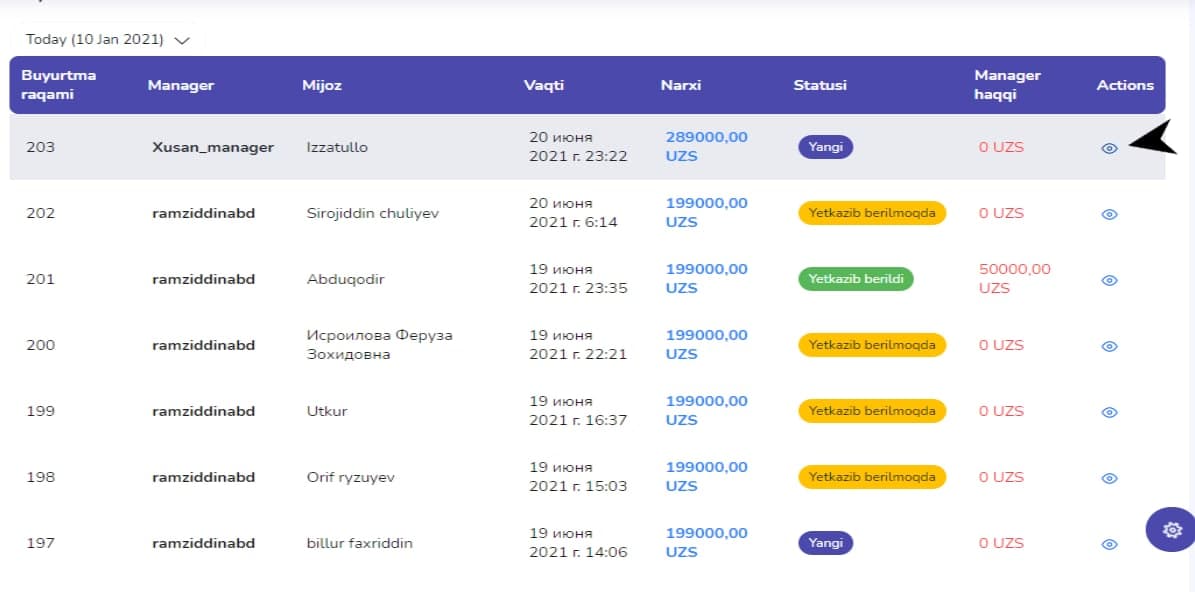 Today (10 Jan 2021)
Buyurtma raqami Manager Mijoz Vaqti Narxi Statusi Manager haqqi Actions
203 Xusan_manager Izzatullo 20 июня 2021 г. 23:22 289000,00 UZS Yangi 0 UZS
202 ramziddinabd Sirojiddin chuliyev 20 июня 2021 г. 6:14 199000,00 UZS Yetkazib berilmoqda 0 UZS
201 ramziddinabd Abduqodir 19 июня 2021 г. 23:35 199000,00 UZS Yetkazib berildi 50000,00 UZS
200 ramziddinabd Исроилова Феруза Зохидовна 19 июня 2021 г. 22:21 199000,00 UZS Yetkazib berilmoqda 0 UZS
199 ramziddinabd Utkur 19 июня 2021 г. 16:37 199000,00 UZS Yetkazib berilmoqda 0 UZS
198 ramziddinabd Orif ryzuyev 19 июня 2021 г. 15:03 199000,00 UZS Yetkazib berilmoqda 0 UZS
197 ramziddinabd billur faxriddin 19 июня 2021 г. 14:06 199000,00 UZS Yangi 0 UZS